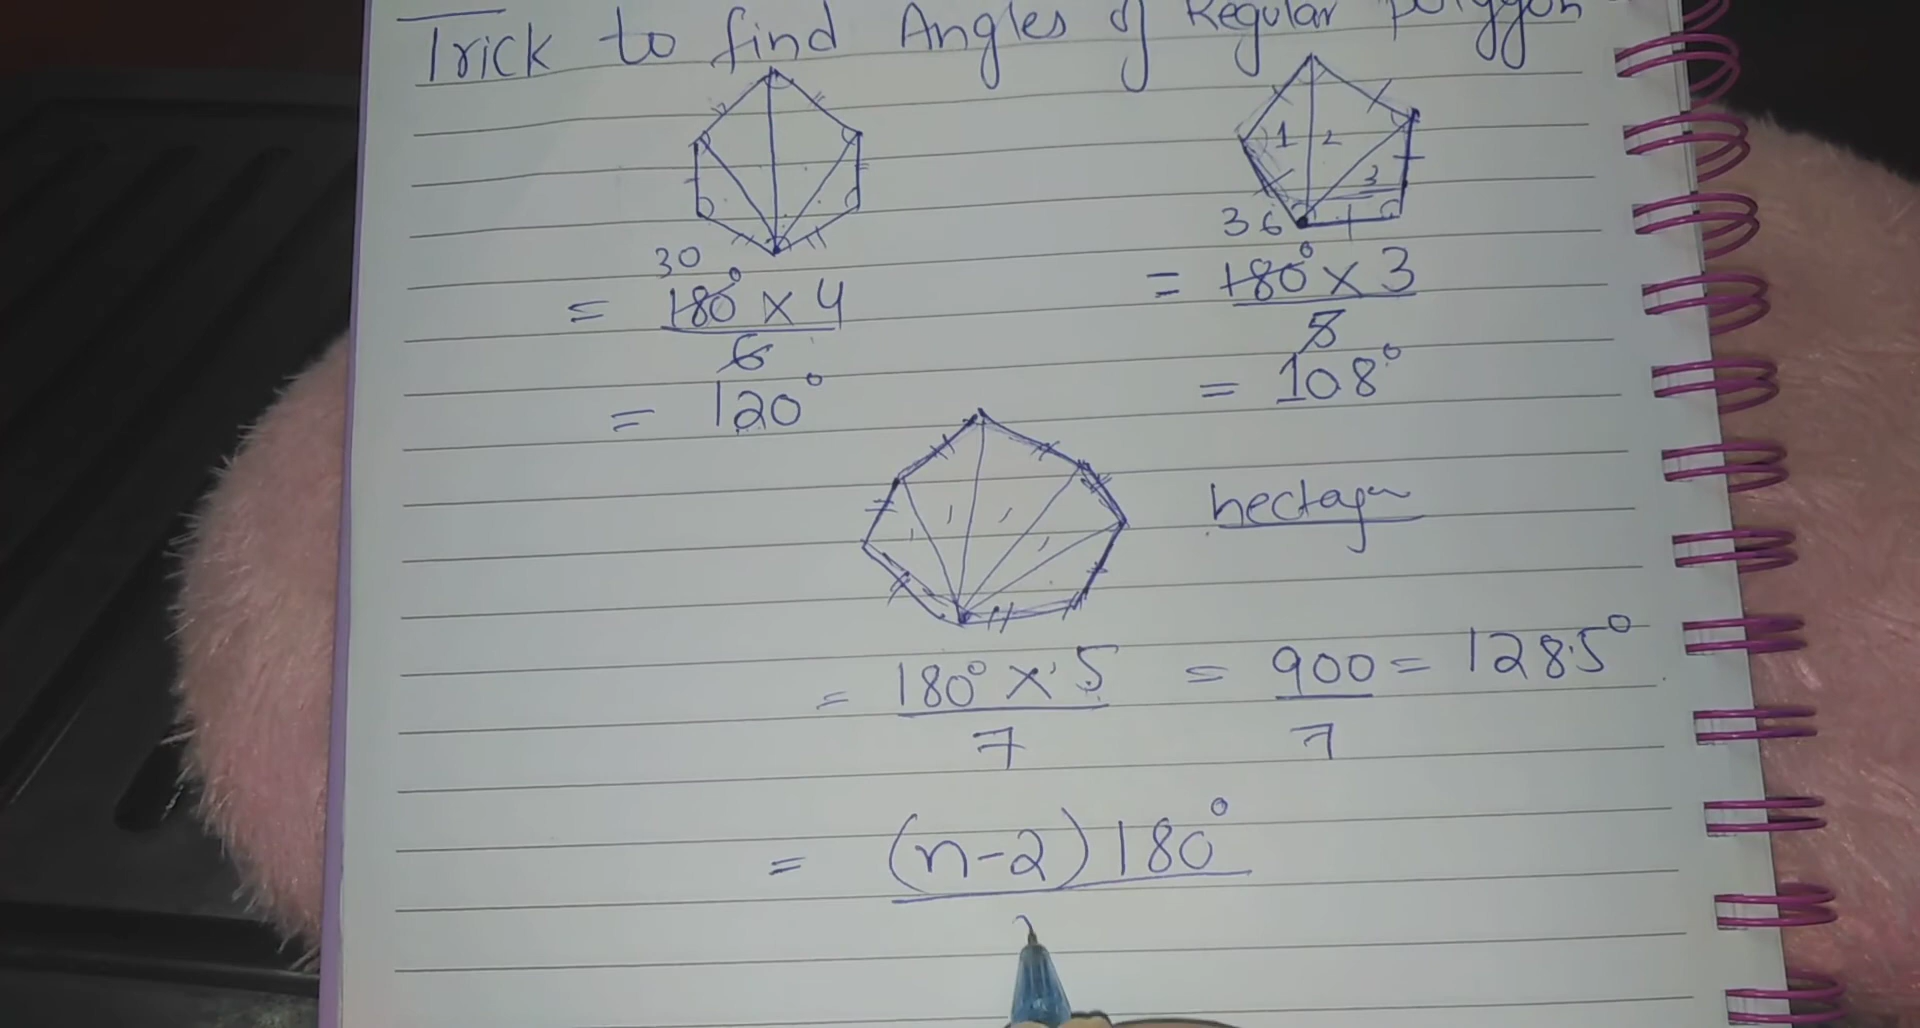 Trick to find Angles of Regular polygon
1 2
3
30
= 180° x 4
6
= 120°
36
= 180° x 3
5
= 108°
hectagon
= 180° x 5 = 900 = 128.5°
7 7
= (n-2) 180°